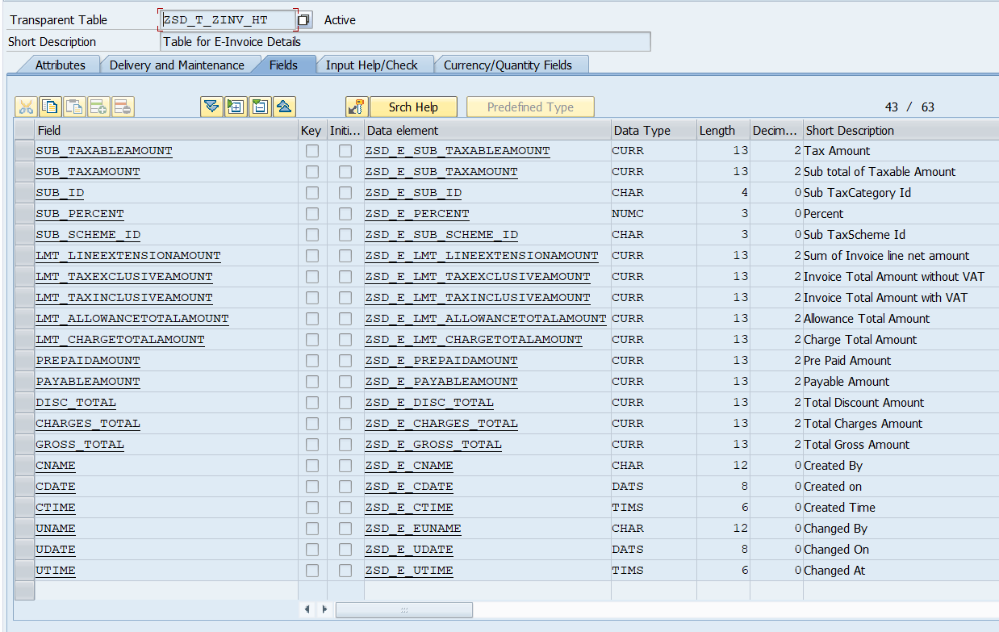 Transparent Table ZSD_T_ZINV_HT Active
Short Description Table for E-Invoice Details
Attributes Delivery and Maintenance Fields Input Help/Check Currency/Quantity Fields
Srch Help Predefined Type 43 / 63
Field Key Initi... Data element Data Type Length Decim... Short Description
SUB_TAXABLEAMOUNT ZSD_E_SUB_TAXABLEAMOUNT CURR 13 2 Tax Amount
SUB_TAXAMOUNT ZSD_E_SUB_TAXAMOUNT CURR 13 2 Sub total of Taxable Amount
SUB_ID ZSD_E_SUB_ID CHAR 4 0 Sub TaxCategory Id
SUB_PERCENT ZSD_E_PERCENT NUMC 3 0 Percent
SUB_SCHEME_ID ZSD_E_SUB_SCHEME_ID CHAR 3 0 Sub TaxScheme Id
LMT_LINEEXTENSIONAMOUNT ZSD_E_LMT_LINEEXTENSIONAMOUNT CURR 13 2 Sum of Invoice line net amount
LMT_TAXEXCLUSIVEAMOUNT ZSD_E_LMT_TAXEXCLUSIVEAMOUNT CURR 13 2 Invoice Total Amount without VAT
LMT_TAXINCLUSIVEAMOUNT ZSD_E_LMT_TAXINCLUSIVEAMOUNT CURR 13 2 Invoice Total Amount with VAT
LMT_ALLOWANCETOTALAMOUNT ZSD_E_LMT_ALLOWANCETOTALAMOUNT CURR 13 2 Allowance Total Amount
LMT_CHARGETOTALAMOUNT ZSD_E_LMT_CHARGETOTALAMOUNT CURR 13 2 Charge Total Amount
PREPAIDAMOUNT ZSD_E_PREPAIDAMOUNT CURR 13 2 Pre Paid Amount
PAYABLEAMOUNT ZSD_E_PAYABLEAMOUNT CURR 13 2 Payable Amount
DISC_TOTAL ZSD_E_DISC_TOTAL CURR 13 2 Total Discount Amount
CHARGES_TOTAL ZSD_E_CHARGES_TOTAL CURR 13 2 Total Charges Amount
GROSS_TOTAL ZSD_E_GROSS_TOTAL CURR 13 2 Total Gross Amount
CNAME ZSD_E_CNAME CHAR 12 0 Created By
CDATE ZSD_E_CDATE DATS 8 0 Created on
CTIME ZSD_E_CTIME TIMS 6 0 Created Time
UNAME ZSD_E_EUNAME CHAR 12 0 Changed By
UDATE ZSD_E_UDATE DATS 8 0 Changed On
UTIME ZSD_E_UTIME TIMS 6 0 Changed At